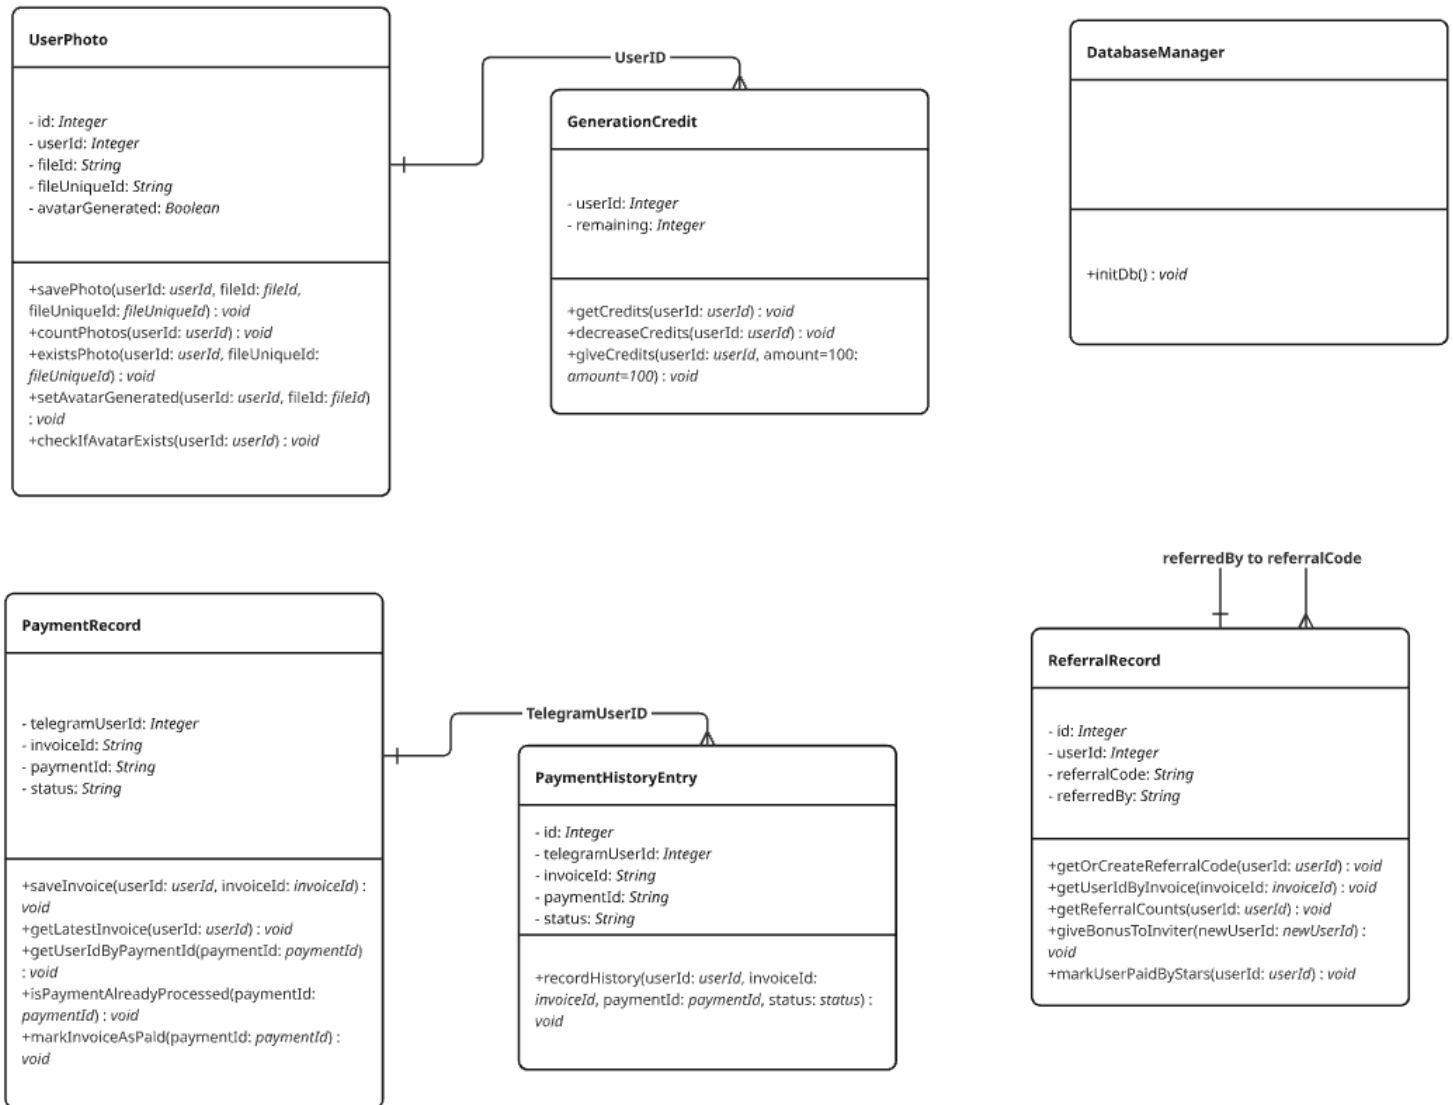 UserPhoto
- id: Integer
- userId: Integer
- fileId: String
- fileUniqueId: String
- avatarGenerated: Boolean
+savePhoto(userId: userId, fileId: fileId,
fileUniqueId: fileUniqueId) : void
+countPhotos(userId: userId) : void
+existsPhoto(userId: userId, fileUniqueId:
fileUniqueId) : void
+setAvatarGenerated(userId: userId, fileId: fileId)
: void
+checkIfAvatarExists(userId: userId) : void
UserID
GenerationCredit
- userId: Integer
- remaining: Integer
+getCredits(userId: userId) : void
+decreaseCredits(userId: userId) : void
+giveCredits(userId: userId, amount=100:
amount=100) : void
DatabaseManager
+initDb() : void
PaymentRecord
- telegramUserId: Integer
- invoiceId: String
- paymentId: String
- status: String
+saveInvoice(userId: userId, invoiceId: invoiceId) :
void
+getLatestInvoice(userId: userId) : void
+getUserIdByPaymentId(paymentId: paymentId)
: void
+isPaymentAlreadyProcessed(paymentId:
paymentId) : void
+markInvoiceAsPaid(paymentId: paymentId) :
void
TelegramUserID
PaymentHistoryEntry
- id: Integer
- telegramUserId: Integer
- invoiceId: String
- paymentId: String
- status: String
+recordHistory(userId: userId, invoiceId:
invoiceId, paymentId: paymentId, status: status) :
void
referredBy to referralCode
ReferralRecord
- id: Integer
- userId: Integer
- referralCode: String
- referredBy: String
+getOrCreateReferralCode(userId: userId) : void
+getUserIdByInvoice(invoiceId: invoiceId) : void
+getReferralCounts(userId: userId) : void
+giveBonusToInviter(newUserId: newUserId) :
void
+markUserPaidByStars(userId: userId) : void